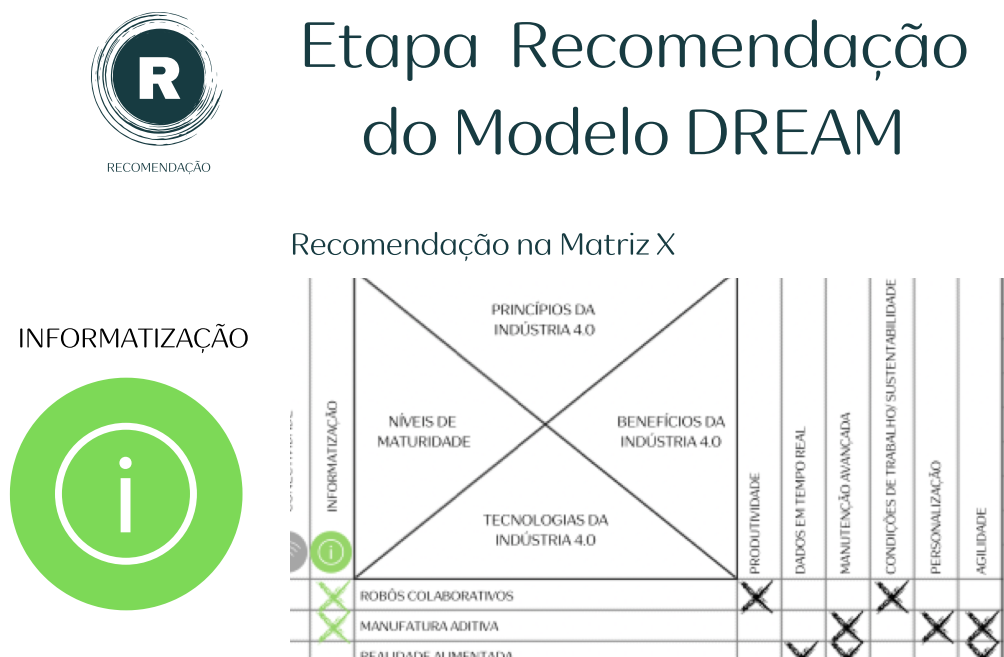 R
RECOMENDAÇÃO
Etapa Recomendação
do Modelo DREAM
Recomendação na Matriz X
INFORMATIZAÇÃO
i
INFORMATIZAÇÃO
i
PRINCÍPIOS DA
INDÚSTRIA 4.0
NÍVEIS DE
MATURIDADE
BENEFÍCIOS DA
INDÚSTRIA 4.0
TECNOLOGIAS DA
INDÚSTRIA 4.0
PRODUTIVIDADE
DADOS EM TEMPO REAL
MANUTENÇÃO AVANÇADA
CONDIÇÕES DE TRABALHO/ SUSTENTABILIDADE
PERSONALIZAÇÃO
AGILIDADE
ROBÔS COLABORATIVOS
MANUFATURA ADITIVA
REALIDADE AUMENTADA